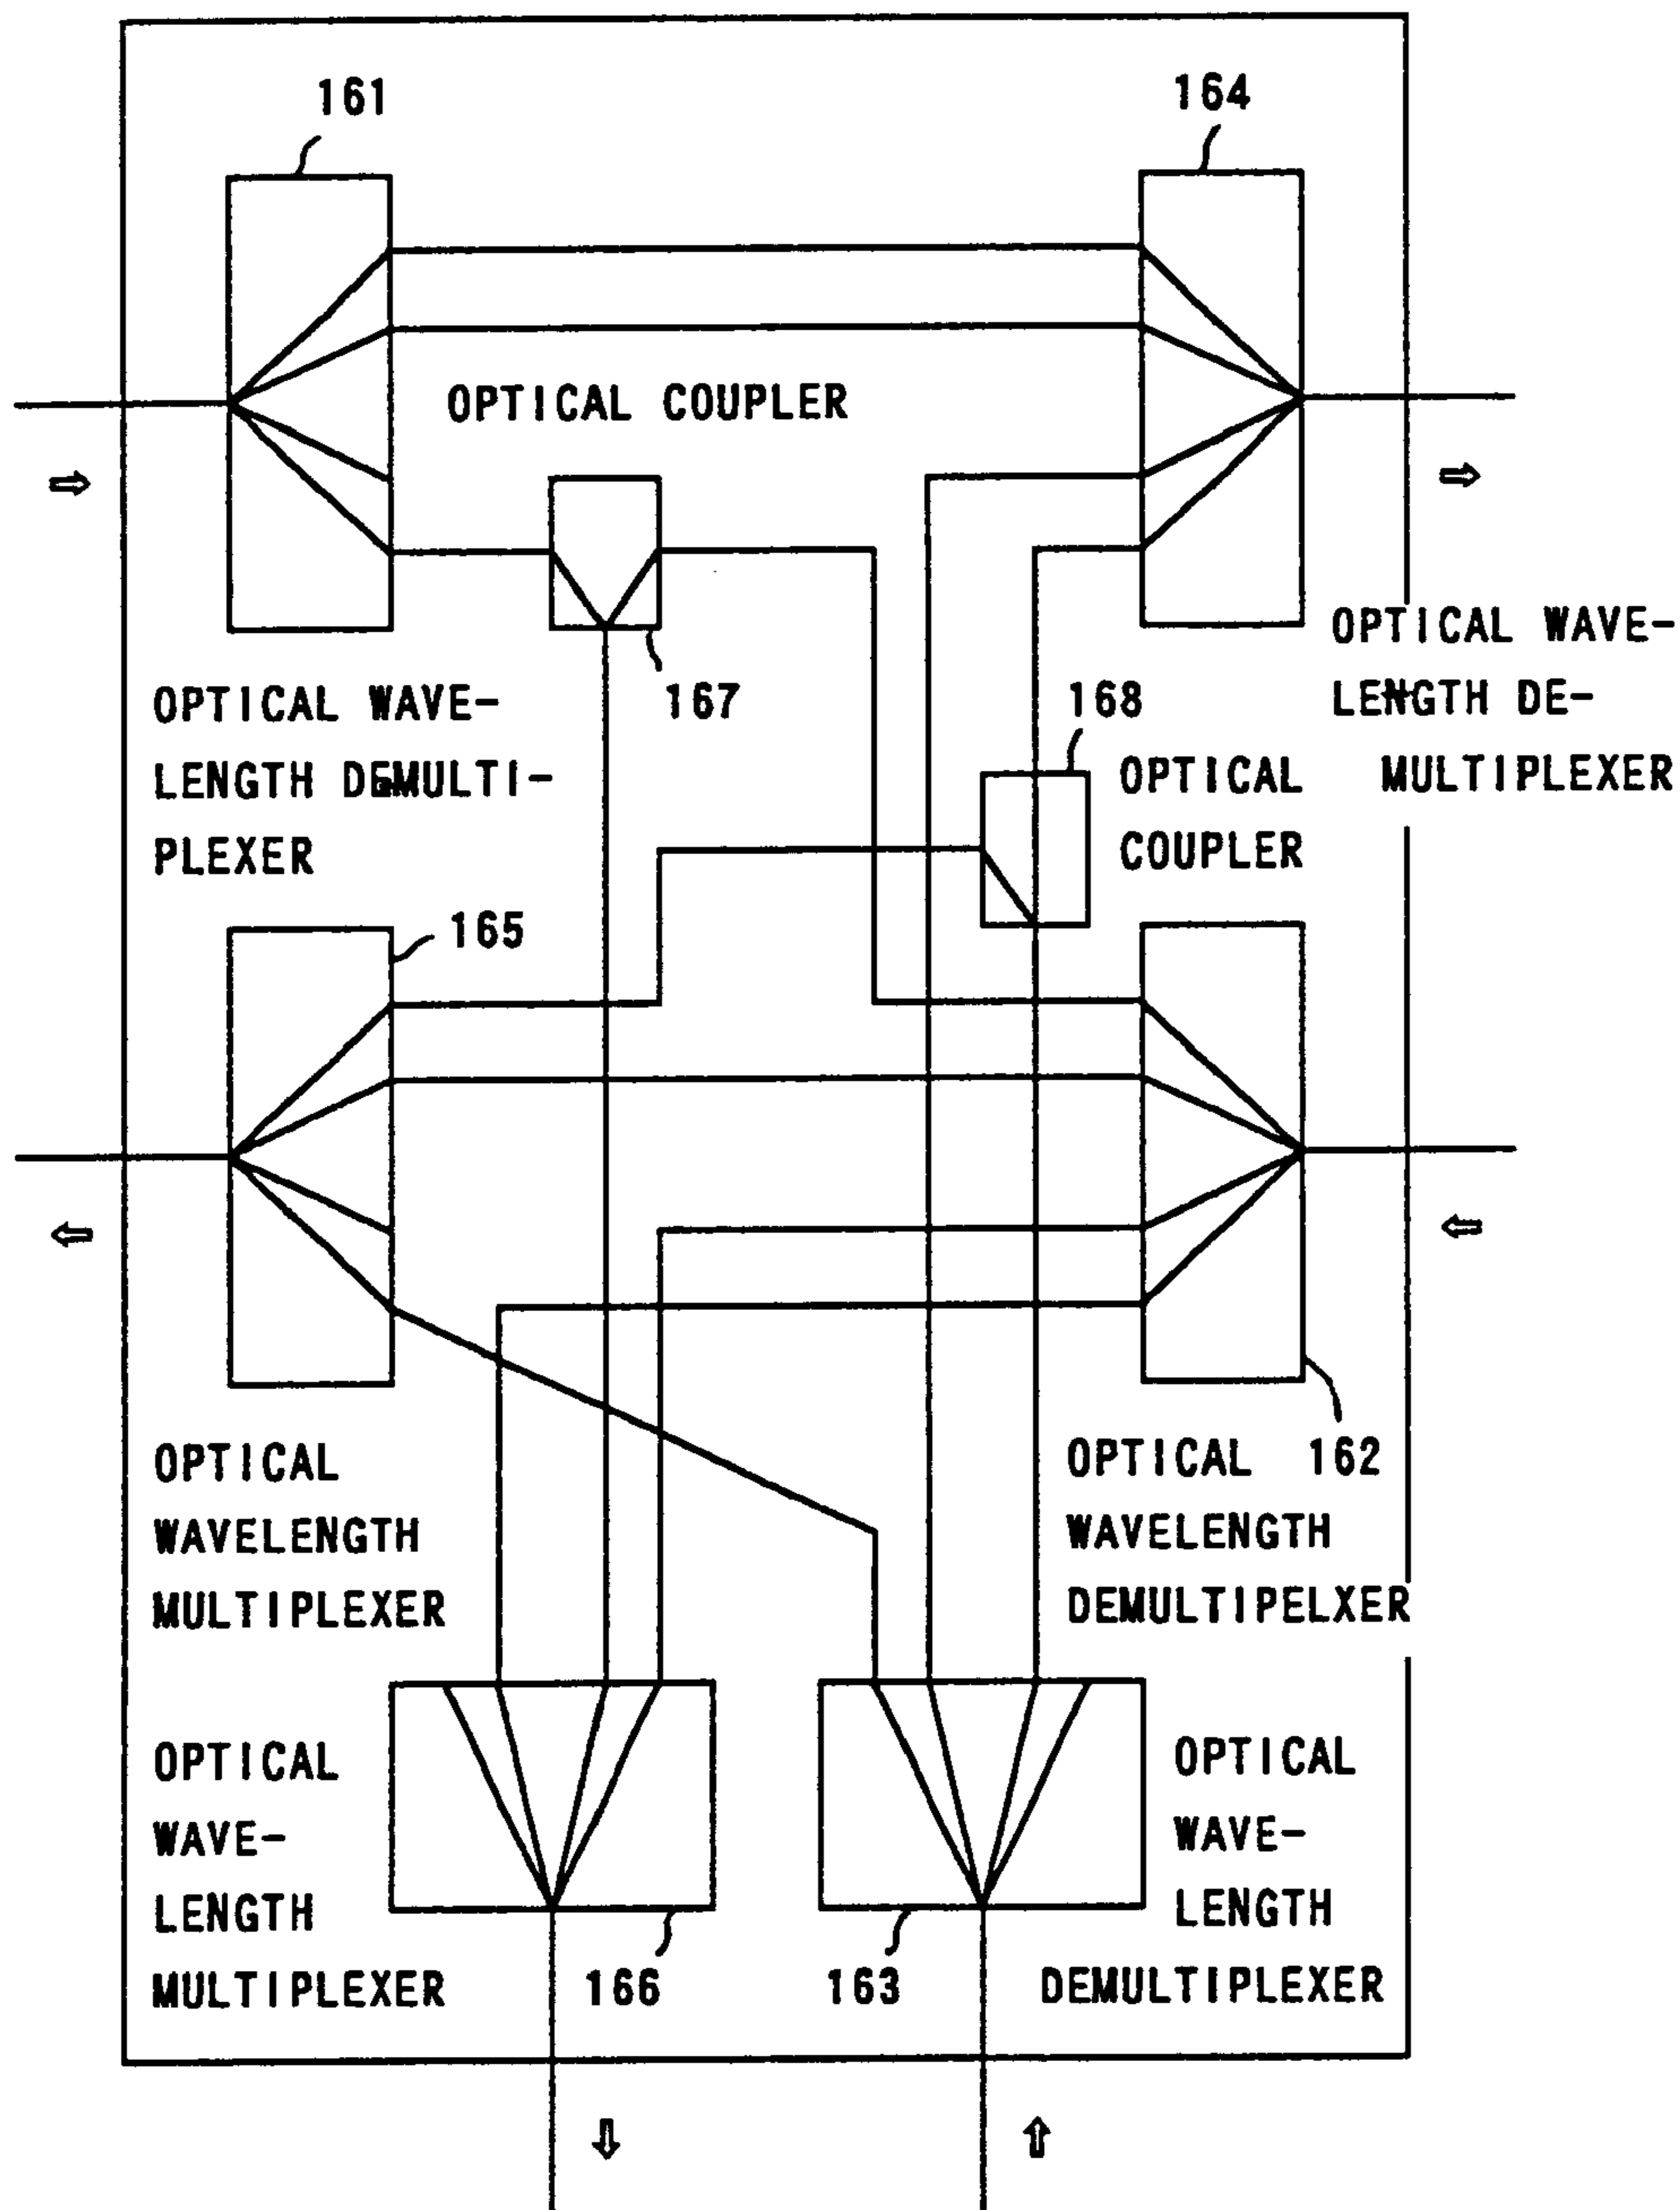 161
164
OPTICAL COUPLER
OPTICAL WAVE-
LENGTH DE-
MULTIPLEXER
167
168
OPTICAL WAVE-
LENGTH DEMULTI-
PLEXER
OPTICAL
COUPLER
165
OPTICAL
WAVELENGTH
MULTIPLEXER
162
OPTICAL
WAVELENGTH
DEMULTIPELXER
OPTICAL
WAVE-
LENGTH
MULTIPLEXER
166
163
OPTICAL
WAVE-
LENGTH
DEMULTIPLEXER